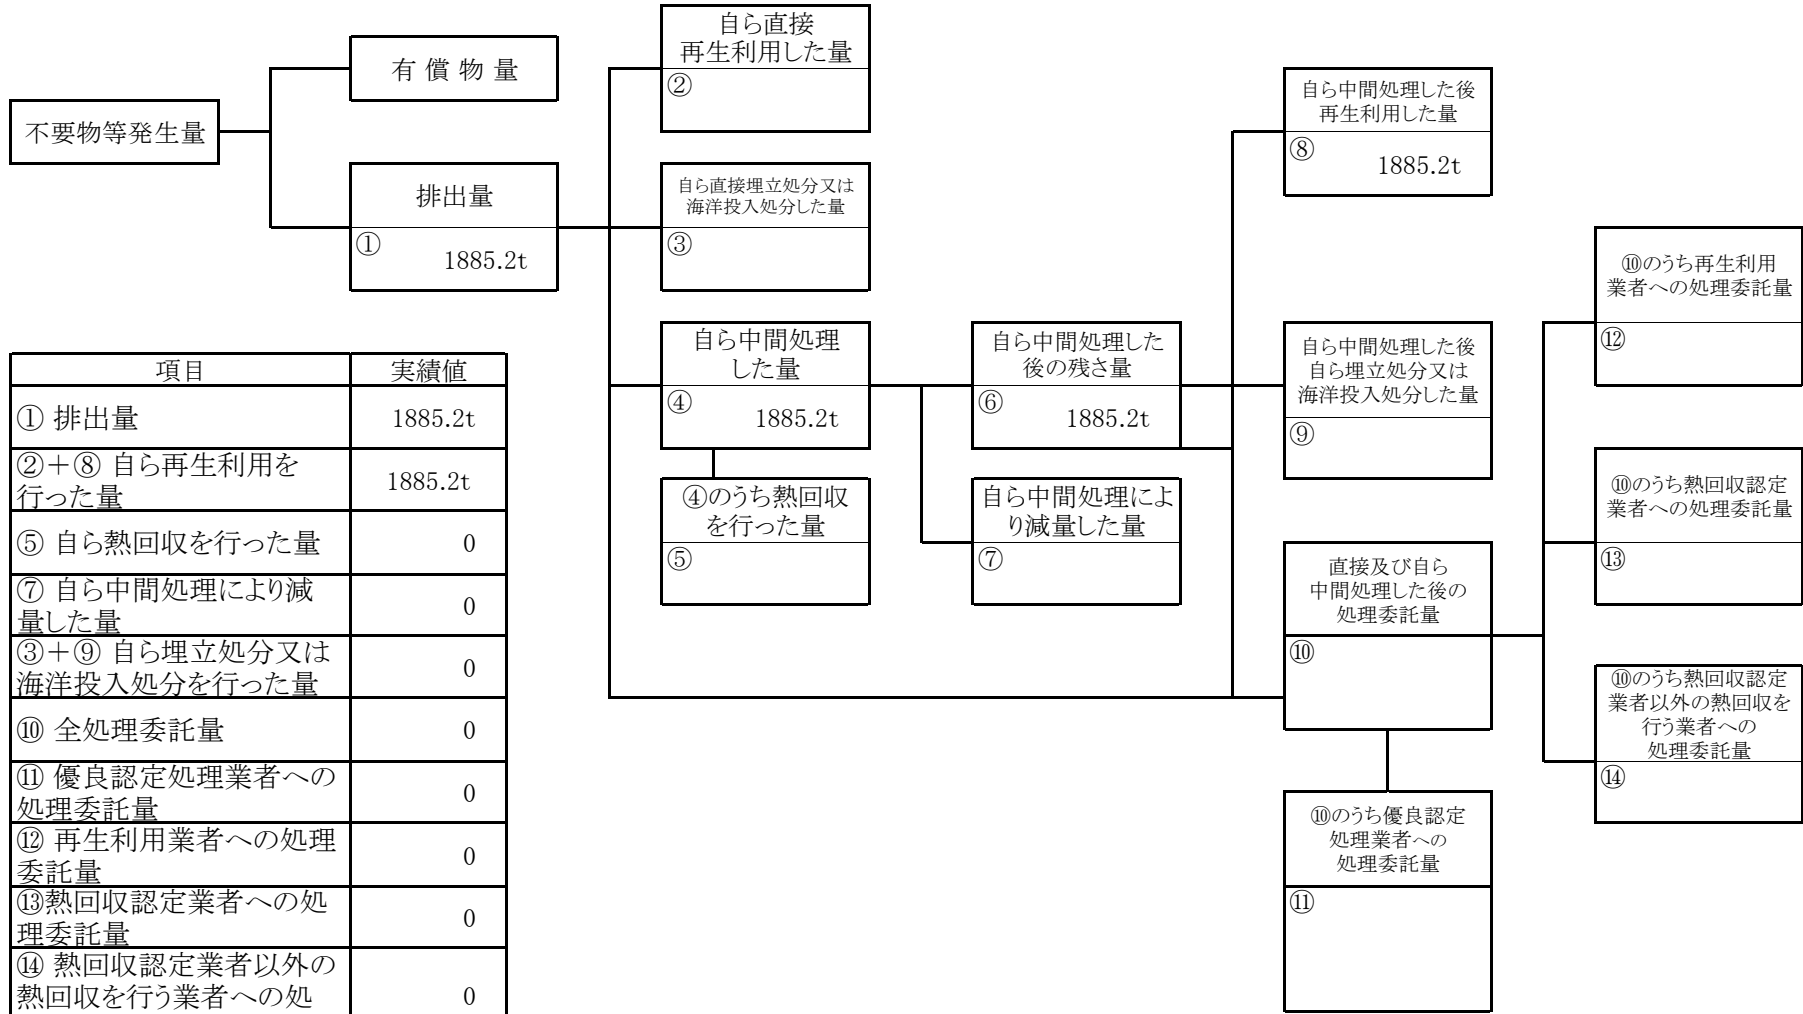 不要物等発生量
有 償 物 量
排出量
①
1885.2t
自ら直接
再生利用した量
②
自ら直接埋立処分又は
海洋投入処分した量
③
自ら中間処理
した量
④
1885.2t
④のうち熱回収
を行った量
⑤
自ら中間処理した
後の残さ量
⑥
1885.2t
自ら中間処理によ
り減量した量
⑦
自ら中間処理した後
再生利用した量
⑧
1885.2t
自ら中間処理した後
自ら埋立処分又は
海洋投入処分した量
⑨
直接及び自ら
中間処理した後の
処理委託量
⑩
⑩のうち優良認定
処理業者への
処理委託量
⑪
⑩のうち再生利用
業者への処理委託量
⑫
⑩のうち熱回収認定
業者への処理委託量
⑬
⑩のうち熱回収認定
業者以外の熱回収を
行う業者への
処理委託量
⑭
項目 実績値
① 排出量 1885.2t
②+⑧ 自ら再生利用を
行った量 1885.2t
⑤ 自ら熱回収を行った量 0
⑦ 自ら中間処理により減
量した量 0
③+⑨ 自ら埋立処分又は
海洋投入処分を行った量 0
⑩ 全処理委託量 0
⑪ 優良認定処理業者への
処理委託量 0
⑫ 再生利用業者への処理
委託量 0
⑬熱回収認定業者への処
理委託量 0
⑭ 熱回収認定業者以外の
熱回収を行う業者への処 0